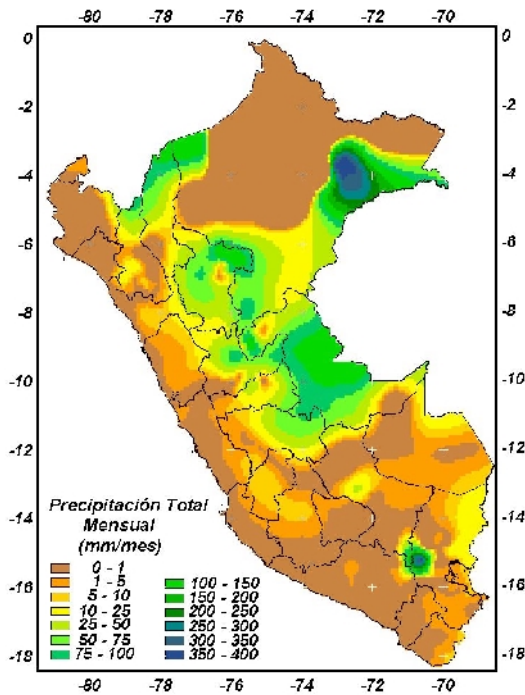 -80 -78 -76 -74 -72 -70
0 0
-2 -2
-4 -4
-6 -6
-8 -8
-10 -10
-12 -12
-14 -14
-16 -16
-18 -18
Precipitación Total
Mensual
(mm/mes)
0 - 1
1 - 5
5 - 10
10 - 25
25 - 50
50 - 75
75 - 100
100 - 150
150 - 200
200 - 250
250 - 300
300 - 350
350 - 400
-80 -78 -76 -74 -72 -70